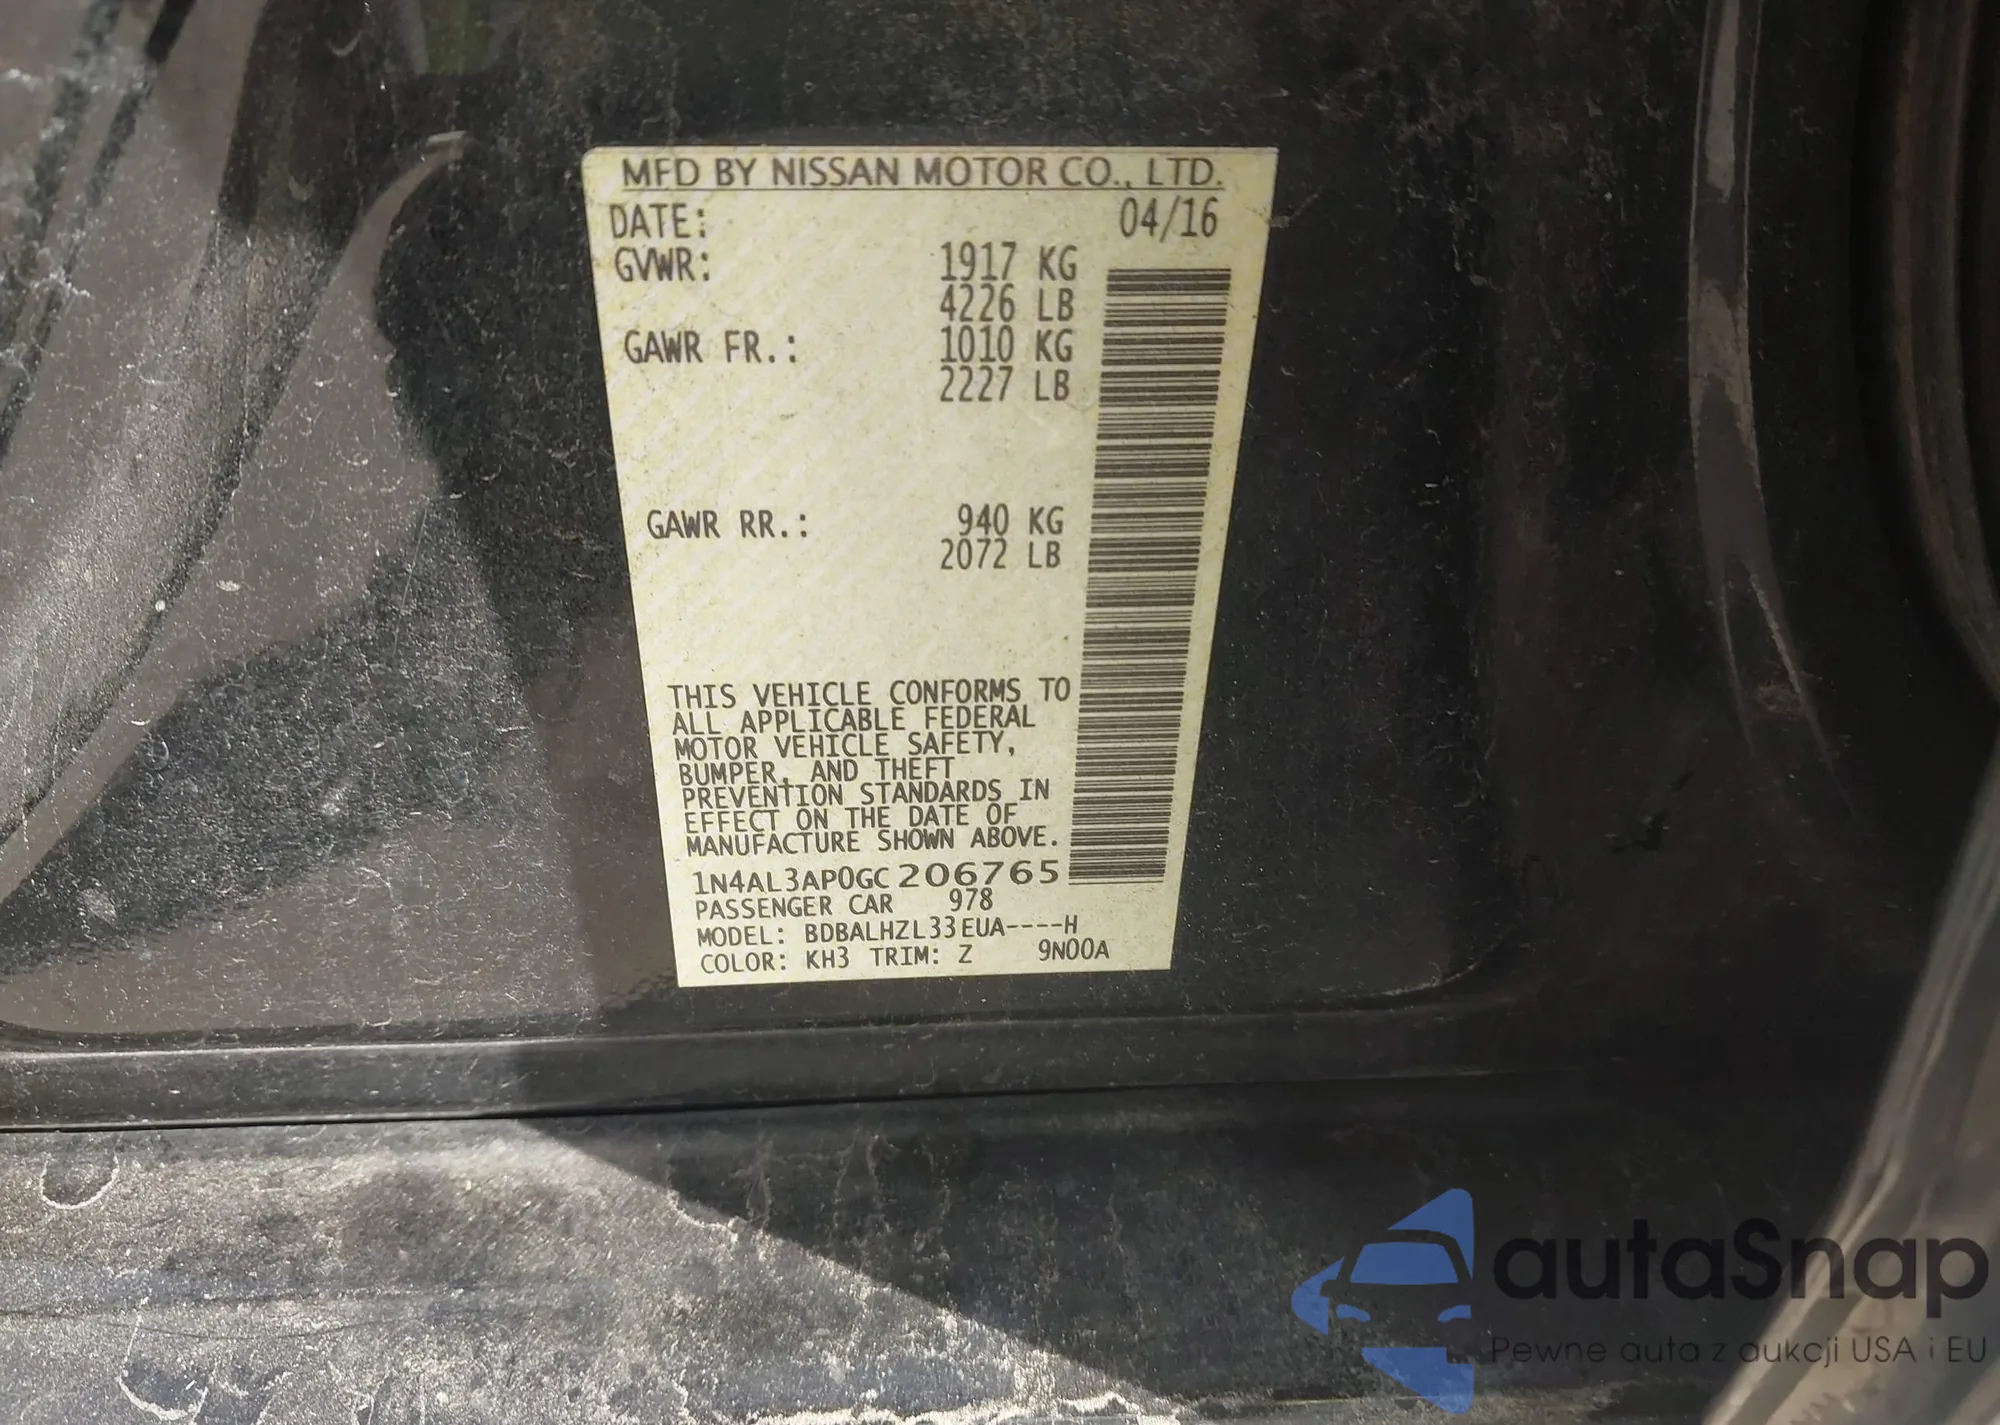 MFD BY NISSAN MOTOR CO., LTD.
DATE: 04/16
GVWR: 1917 KG
4226 LB
GAWR FR.: 1010 KG
2227 LB
GAWR RR.: 940 KG
2072 LB
THIS VEHICLE CONFORMS TO
ALL APPLICABLE FEDERAL
MOTOR VEHICLE SAFETY,
BUMPER, AND THEFT
PREVENTION STANDARDS IN
EFFECT ON THE DATE OF
MANUFACTURE SHOWN ABOVE.
1N4AL3AP0GC206765
PASSENGER CAR 978
MODEL: BDBALHZL33EUA----H
COLOR: KH3 TRIM: Z 9N00A
autaSnap
Pewne auta z aukcji USA i EU